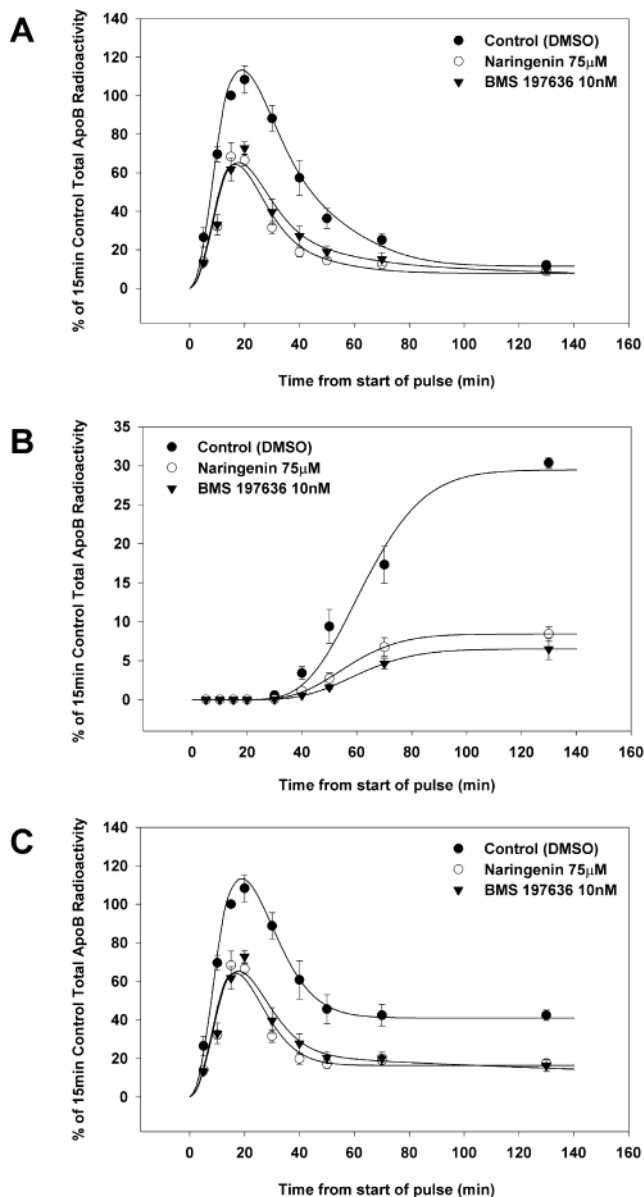 A
% of 15min Control Total ApoB Radioactivity
140
120
100
80
60
40
20
0
Control (DMSO)
Naringenin 75μM
BMS 197636 10nM
0 20 40 60 80 100 120 140 160
Time from start of pulse (min)
B
% of 15min Control Total ApoB Radioactivity
35
30
25
20
15
10
5
0
Control (DMSO)
Naringenin 75μM
BMS 197636 10nM
0 20 40 60 80 100 120 140 160
Time from start of pulse (min)
C
% of 15min Control Total ApoB Radioactivity
140
120
100
80
60
40
20
0
Control (DMSO)
Naringenin 75μM
BMS 197636 10nM
0 20 40 60 80 100 120 140 160
Time from start of pulse (min)